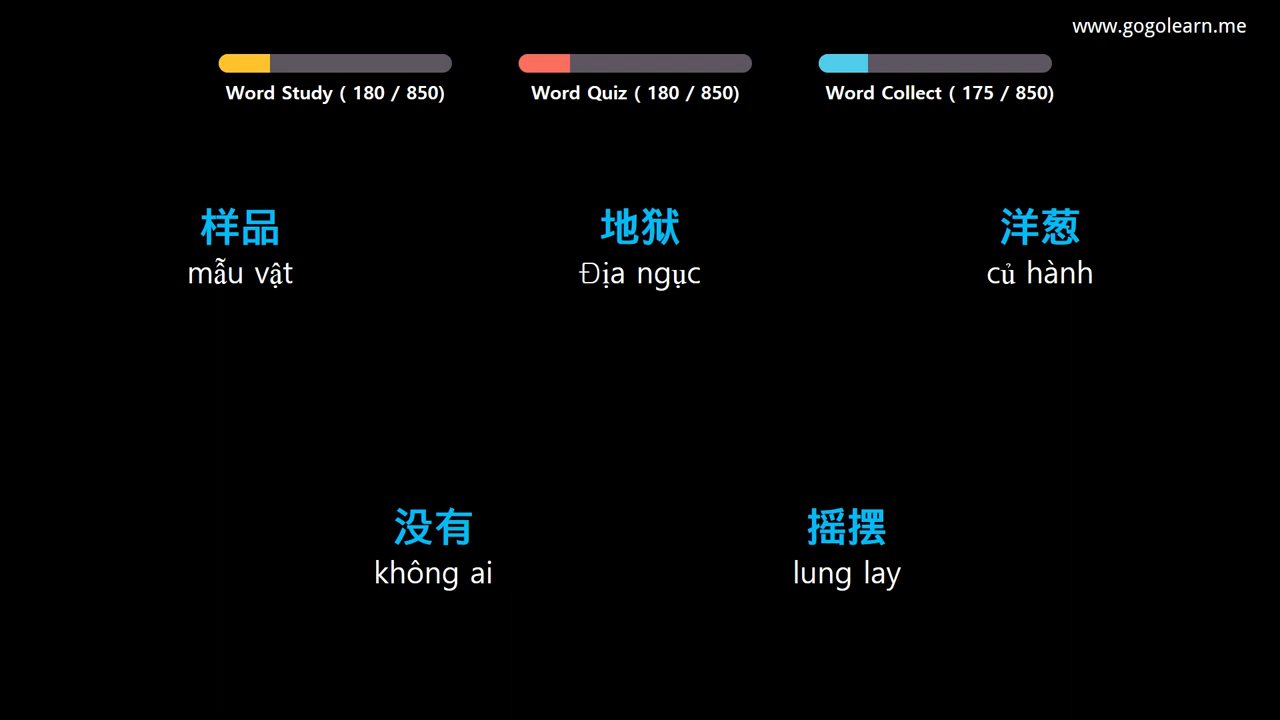 www.gogolearn.me
Word Study ( 180 / 850)
Word Quiz ( 180 / 850)
Word Collect ( 175 / 850)
样品
mẫu vật
地狱
Địa ngục
洋葱
củ hành
没有
không ai
摇摆
lung lay